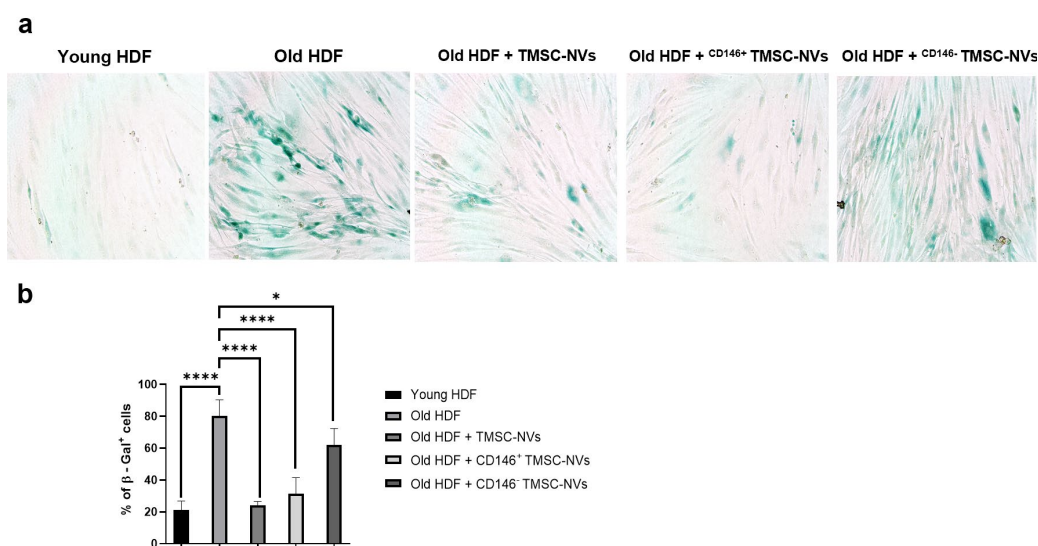 a
Young HDF
Old HDF
Old HDF + TMSC-NVs
Old HDF + CD146+ TMSC-NVs
Old HDF + CD146- TMSC-NVs
b
*
****
****
****
% of β - Gal+ cells
100
80
60
40
20
0
Young HDF
Old HDF
Old HDF + TMSC-NVs
Old HDF + CD146+ TMSC-NVs
Old HDF + CD146- TMSC-NVs